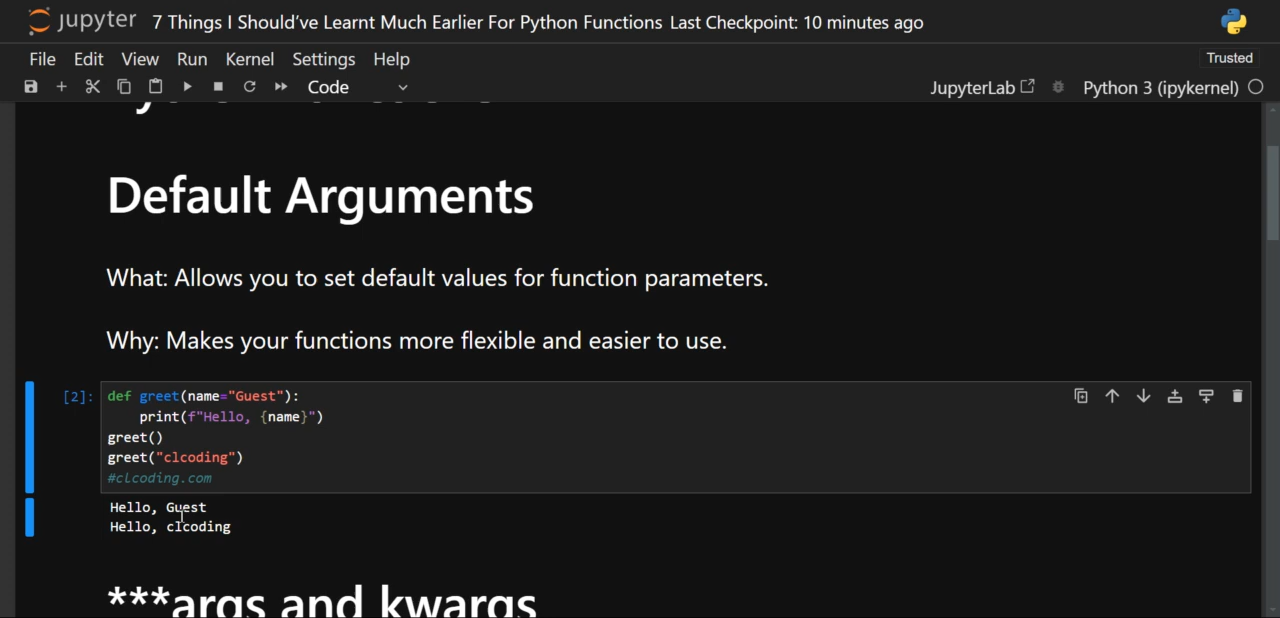 jupyter 7 Things I Should've Learnt Much Earlier For Python Functions Last Checkpoint: 10 minutes ago
File Edit View Run Kernel Settings Help Trusted
Code JupyterLab Python 3 (ipykernel)
Default Arguments
What: Allows you to set default values for function parameters.
Why: Makes your functions more flexible and easier to use.
[2]: def greet(name="Guest"):
    print(f"Hello, {name}")
greet()
greet("clcoding")
#clcoding.com
Hello, Guest
Hello, clcoding
***args and kwargs